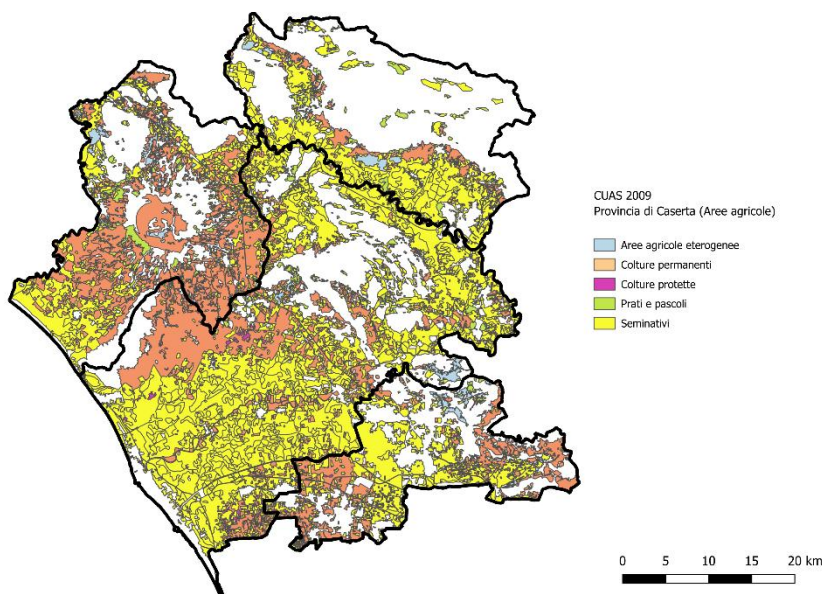 CUAS 2009
Provincia di Caserta (Aree agricole)
Aree agricole eterogenee
Colture permanenti
Colture protette
Prati e pascoli
Seminativi
0 5 10 15 20 km